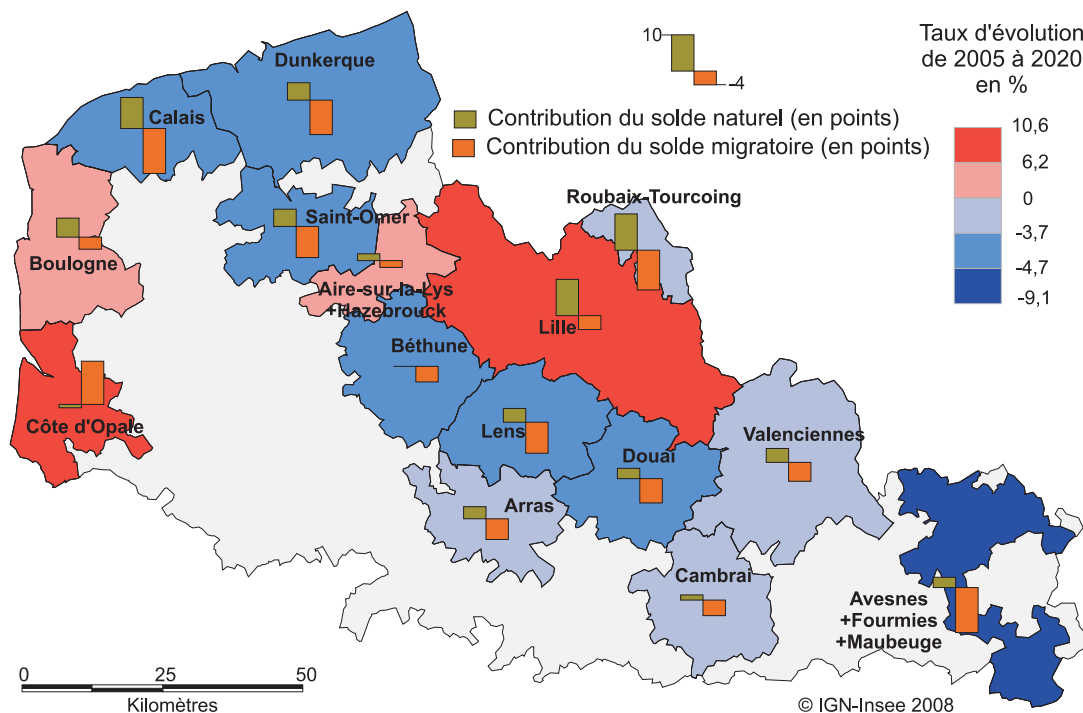 10
-4
Contribution du solde naturel (en points)
Contribution du solde migratoire (en points)
Taux d'évolution
de 2005 à 2020
en %
10,6
6,2
0
-3,7
-4,7
-9,1
Dunkerque
Calais
Saint-Omer
Roubaix-Tourcoing
Boulogne
Aire-sur-la-Lys
+Hazebrouck
Lille
Béthune
Côte d'Opale
Lens
Douai
Valenciennes
Arras
Cambrai
Avesnes
+Fourmies
+Maubeuge
0 25 50
Kilomètres
© IGN-Insee 2008